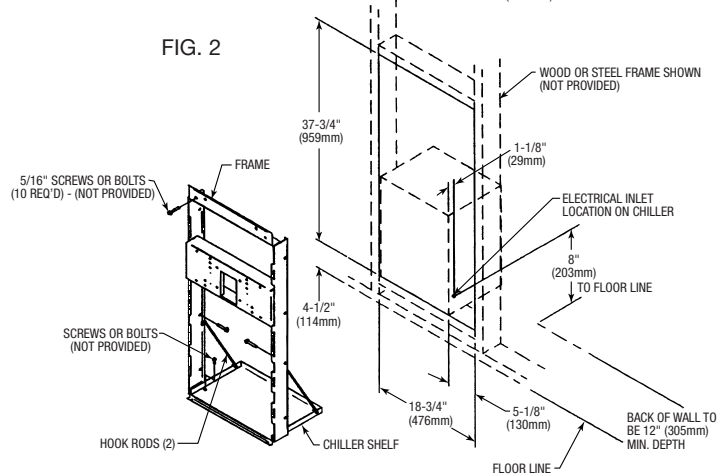 FIG. 2
WOOD OR STEEL FRAME SHOWN
(NOT PROVIDED)
37-3/4"
(959mm)
1-1/8"
(29mm)
5/16" SCREWS OR BOLTS
(10 REQ'D) - (NOT PROVIDED)
FRAME
ELECTRICAL INLET
LOCATION ON CHILLER
8"
(203mm)
TO FLOOR LINE
4-1/2"
(114mm)
SCREWS OR BOLTS
(NOT PROVIDED)
18-3/4"
(476mm)
5-1/8"
(130mm)
BACK OF WALL TO
BE 12" (305mm)
MIN. DEPTH
HOOK RODS (2)
CHILLER SHELF
FLOOR LINE